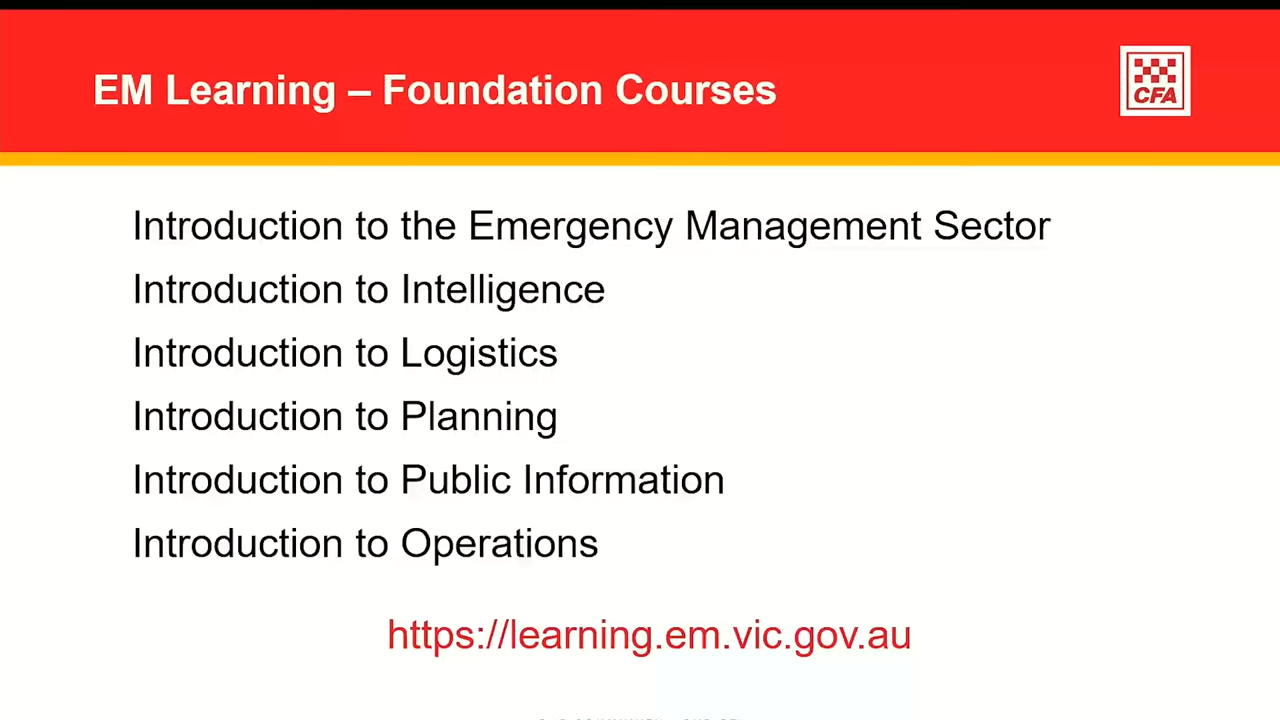 EM Learning – Foundation Courses
CFA
Introduction to the Emergency Management Sector
Introduction to Intelligence
Introduction to Logistics
Introduction to Planning
Introduction to Public Information
Introduction to Operations
https://learning.em.vic.gov.au